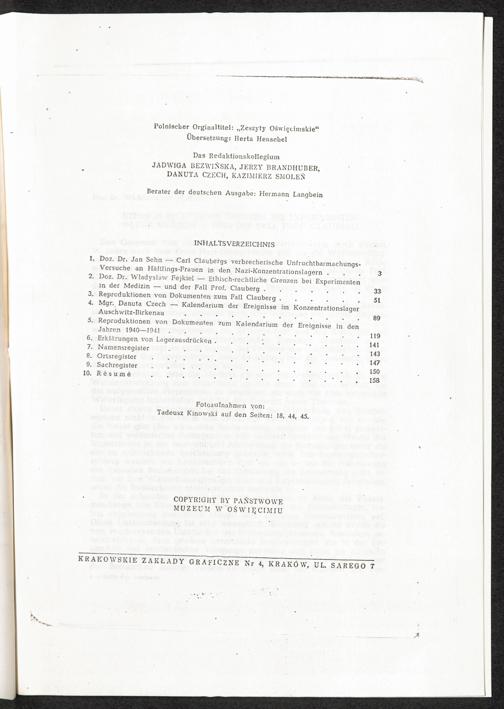 Polnischer Orginaltitel: „Zeszyty Oświęcimskie“
Übersetzung: Herta Henschel
Das Redaktionskollegium
JADWIGA BEZWIŃSKA, JERZY BRANDHUBER,
DANUTA CZECH, KAZIMIERZ SMOLEŃ
Berater der deutschen Ausgabe: Hermann Langbein
INHALTSVERZEICHNIS
1. Doz. Dr. Jan Sehn — Carl Claubergs verbrecherische Unfruchtbarmachungs-
Versuche an Häftlings-Frauen in den Nazi-Konzentrationslagern . . . 3
2. Doz. Dr. Władysław Fejkiel — Ethisch-rechtliche Grenzen bei Experimenten
in der Medizin — und der Fall Prof. Clauberg . . . . . . . 33
3. Reproduktionen von Dokumenten zum Fall Clauberg . . . . . . 51
4. Mgr. Danuta Czech — Kalendarium der Ereignisse im Konzentrationslager
Auschwitz-Birkenau . . . . . . . . . . . 89
5. Reproduktionen von Dokumenten zum Kalendarium der Ereignisse in den
Jahren 1940—1941 . . . . . . . . . . . 119
6. Erklärungen von Lagerausdrücken . . . . . . . . . 141
7. Namensregister . . . . . . . . . . . . 143
8. Ortsregister . . . . . . . . . . . . 147
9. Sachregister . . . . . . . . . . . . 150
10. Résumé . . . . . . . . . . . . 158
Fotoaufnahmen von:
Tadeusz Kinowski auf den Seiten: 18, 44, 45.
COPYRIGHT BY PAŃSTWOWE
MUZEUM W OŚWIĘCIMIU
KRAKOWSKIE ZAKŁADY GRAFICZNE Nr 4, KRAKÓW, UL. SAREGO 7